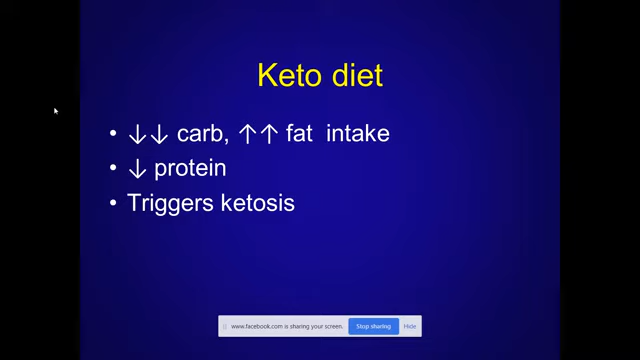 Keto diet
• ↓↓ carb, ↑↑ fat intake
• ↓ protein
• Triggers ketosis
www.facebook.com is sharing your screen. Stop sharing Hide